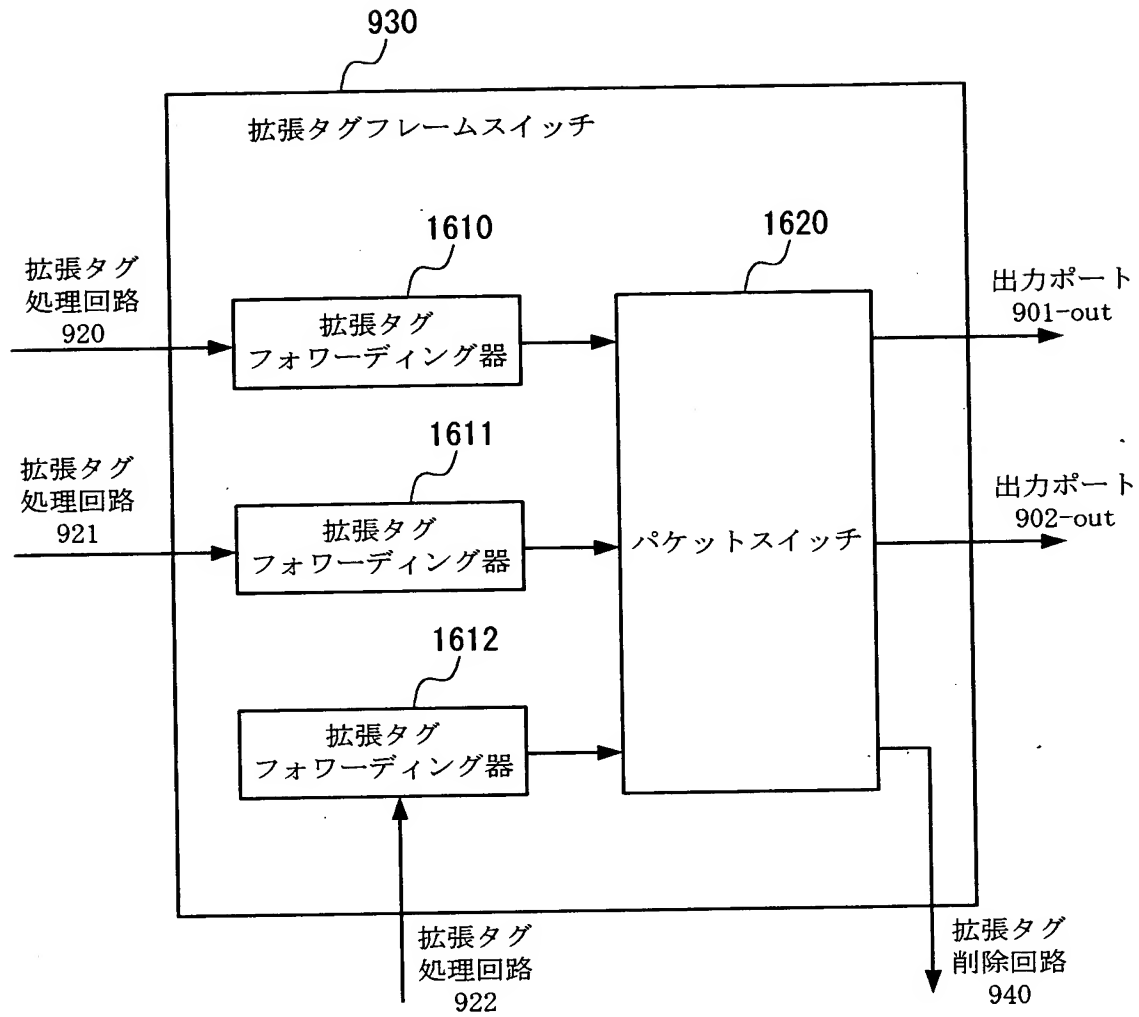 930
拡張タグフレームスイッチ
1610
1620
拡張タグ
処理回路
920
拡張タグ
フォワーディング器
出力ポート
901-out
1611
拡張タグ
処理回路
921
拡張タグ
フォワーディング器
パケットスイッチ
出力ポート
902-out
1612
拡張タグ
フォワーディング器
拡張タグ
処理回路
922
拡張タグ
削除回路
940